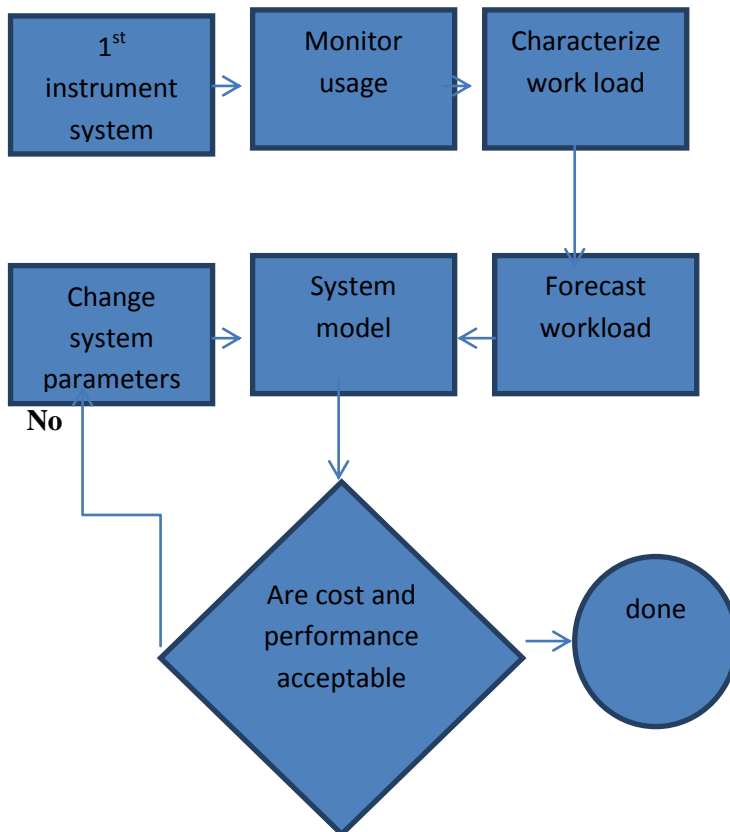 1st
instrument
system
Monitor
usage
Characterize
work load
Change
system
parameters
System
model
Forecast
workload
No
Are cost and
performance
acceptable
done